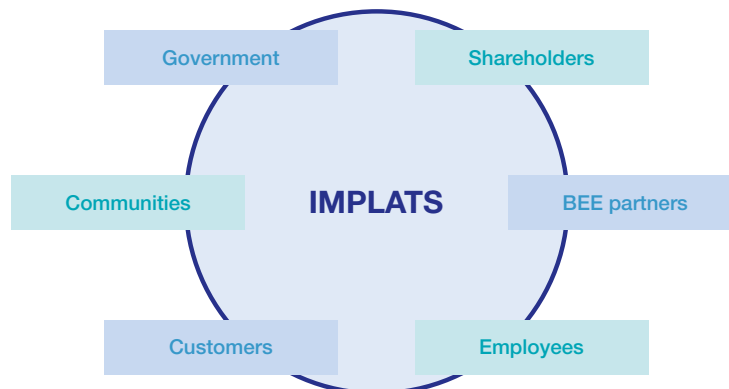 Government
Shareholders
Communities
IMPLATS
BEE partners
Customers
Employees